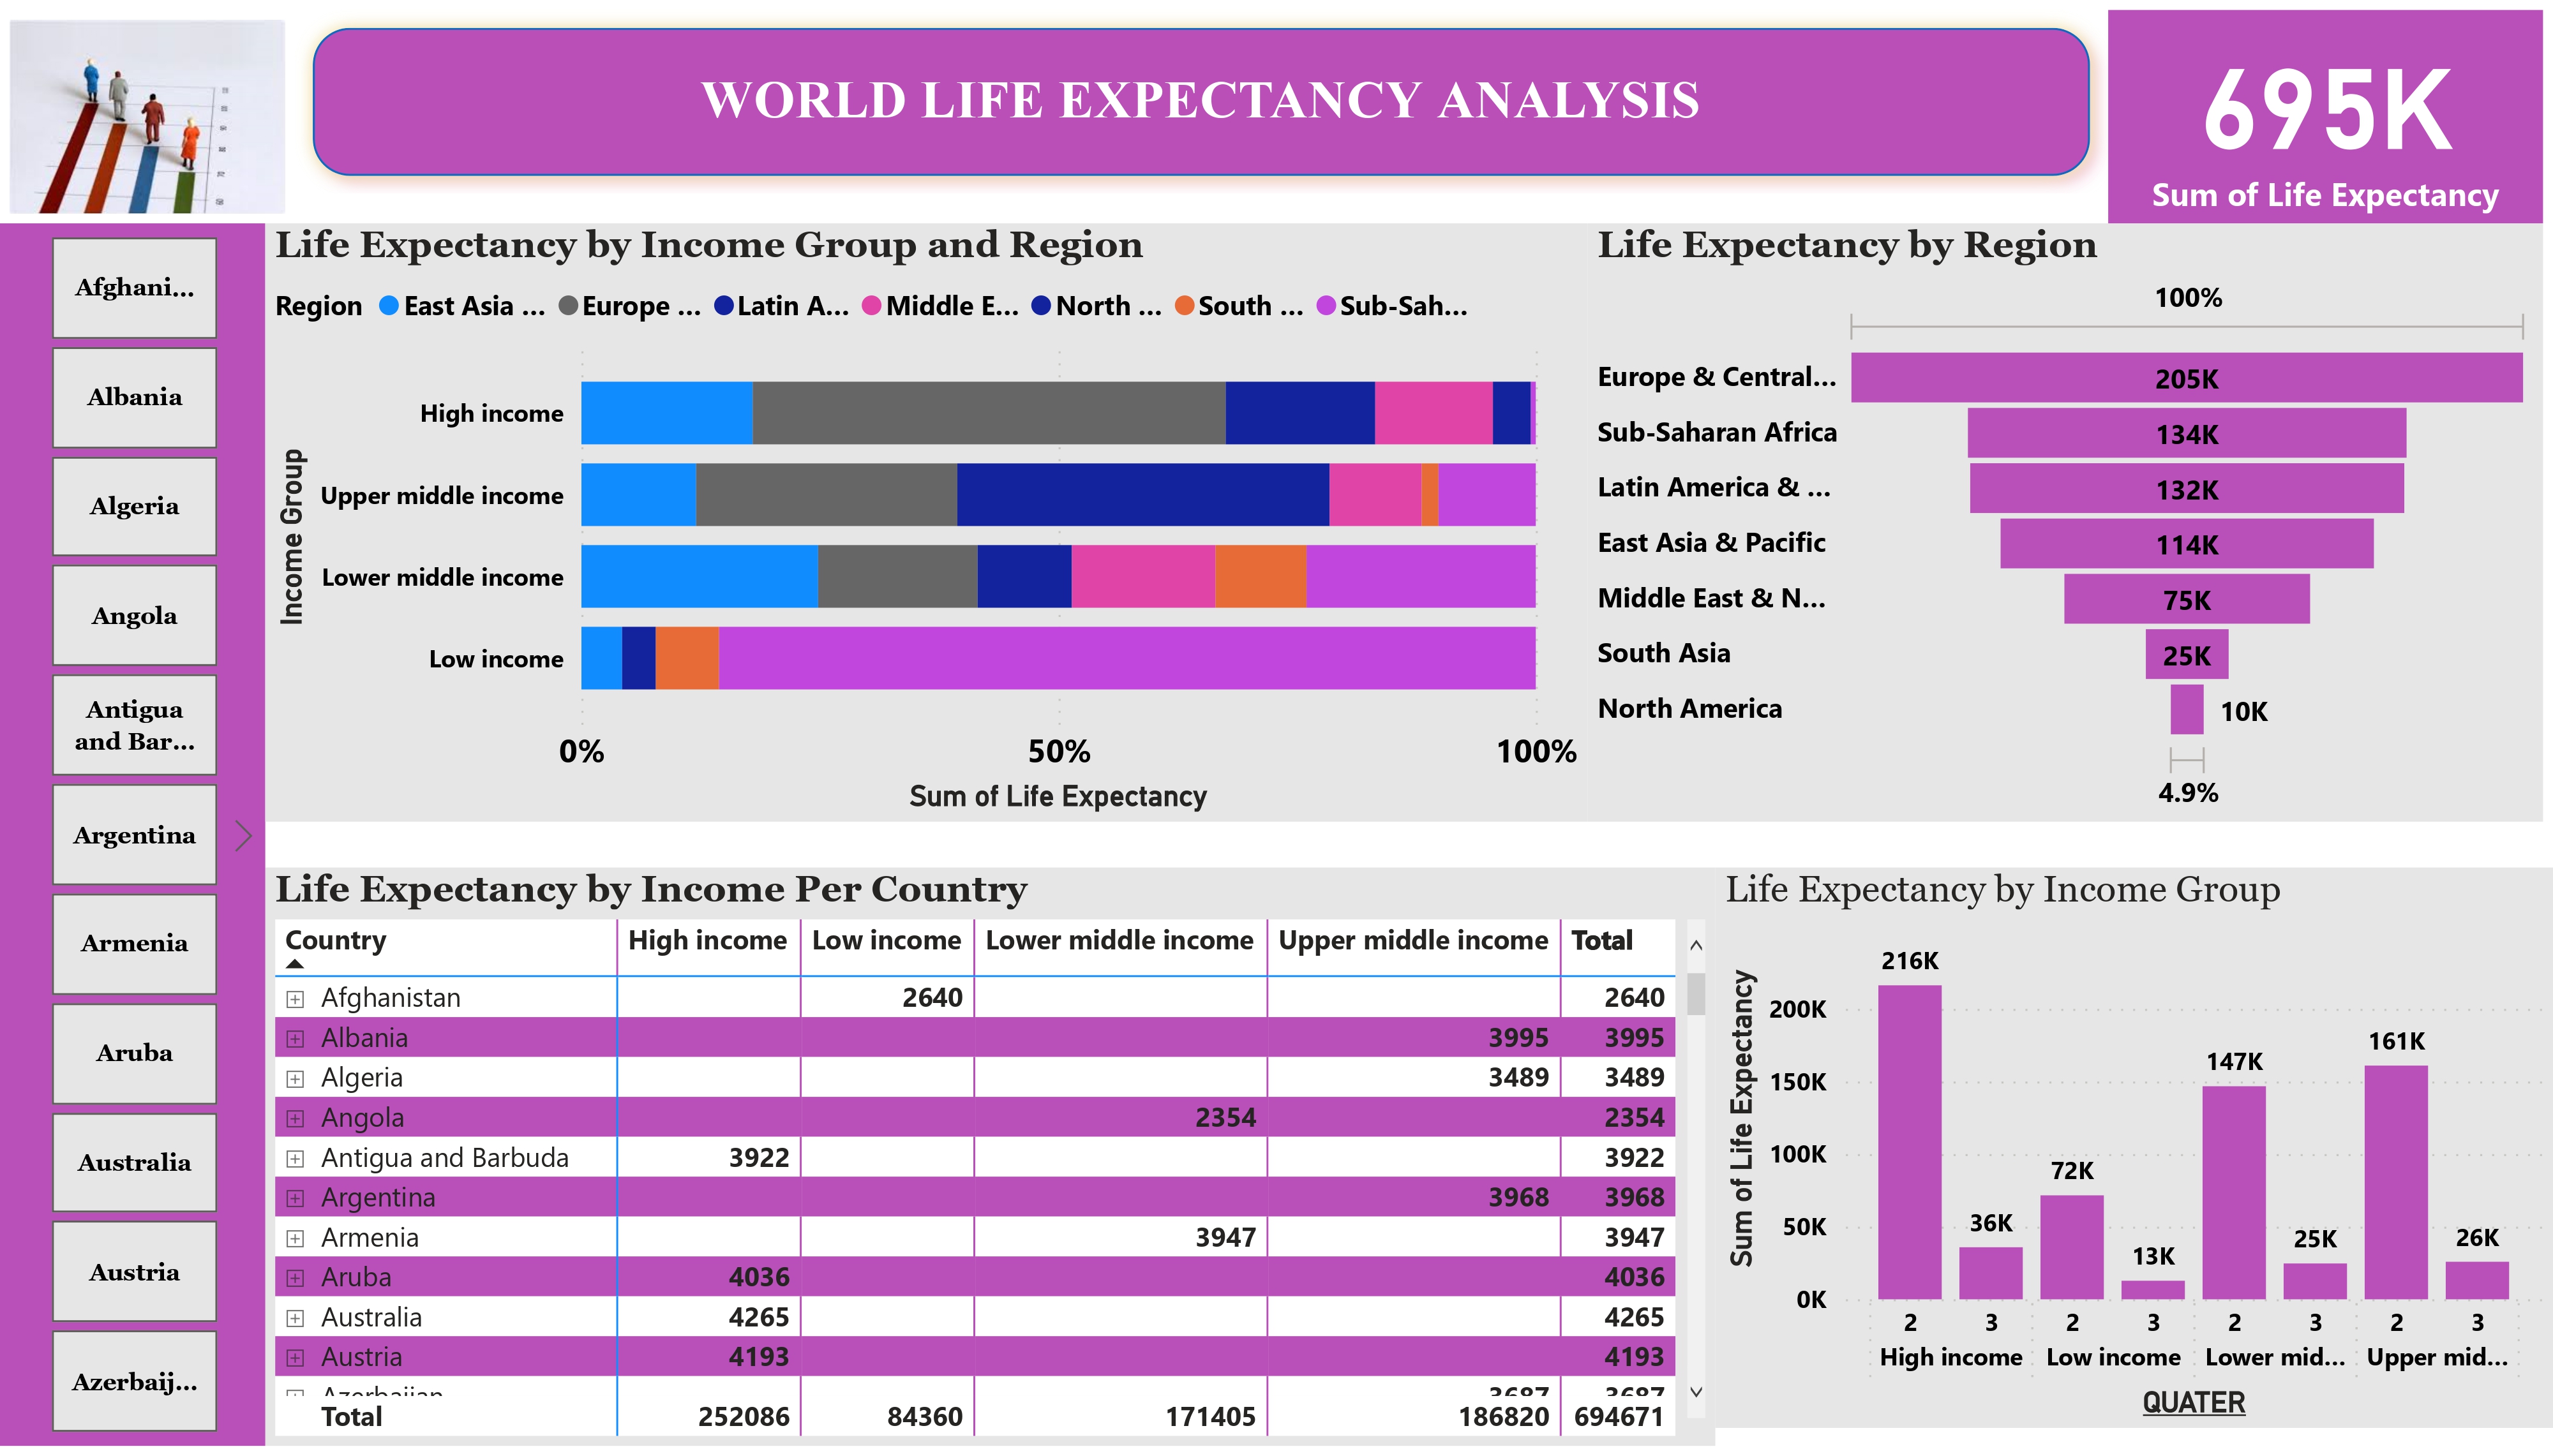 WORLD LIFE EXPECTANCY ANALYSIS
695K
Sum of Life Expectancy
Afghani...
Albania
Algeria
Angola
Antigua
and Bar...
Argentina
Armenia
Aruba
Australia
Austria
Azerbaij...
Life Expectancy by Income Group and Region
Region East Asia ... Europe ... Latin A... Middle E... North ... South ... Sub-Sah...
Income Group
High income
Upper middle income
Lower middle income
Low income
0% 50% 100%
Sum of Life Expectancy
Life Expectancy by Region
100%
Europe & Central... 205K
Sub-Saharan Africa 134K
Latin America & ... 132K
East Asia & Pacific 114K
Middle East & N... 75K
South Asia 25K
North America 10K
4.9%
Life Expectancy by Income Per Country
Country High income Low income Lower middle income Upper middle income Total
Afghanistan 2640 2640
Albania 3995 3995
Algeria 3489 3489
Angola 2354 2354
Antigua and Barbuda 3922 3922
Argentina 3968 3968
Armenia 3947 3947
Aruba 4036 4036
Australia 4265 4265
Austria 4193 4193
Azerbaijan 3687 3687
Total 252086 84360 171405 186820 694671
Life Expectancy by Income Group
Sum of Life Expectancy
200K
150K
100K
50K
0K
216K 36K 72K 13K 147K 25K 161K 26K
2 3 2 3 2 3 2 3
High income Low income Lower mid... Upper mid...
QUATER